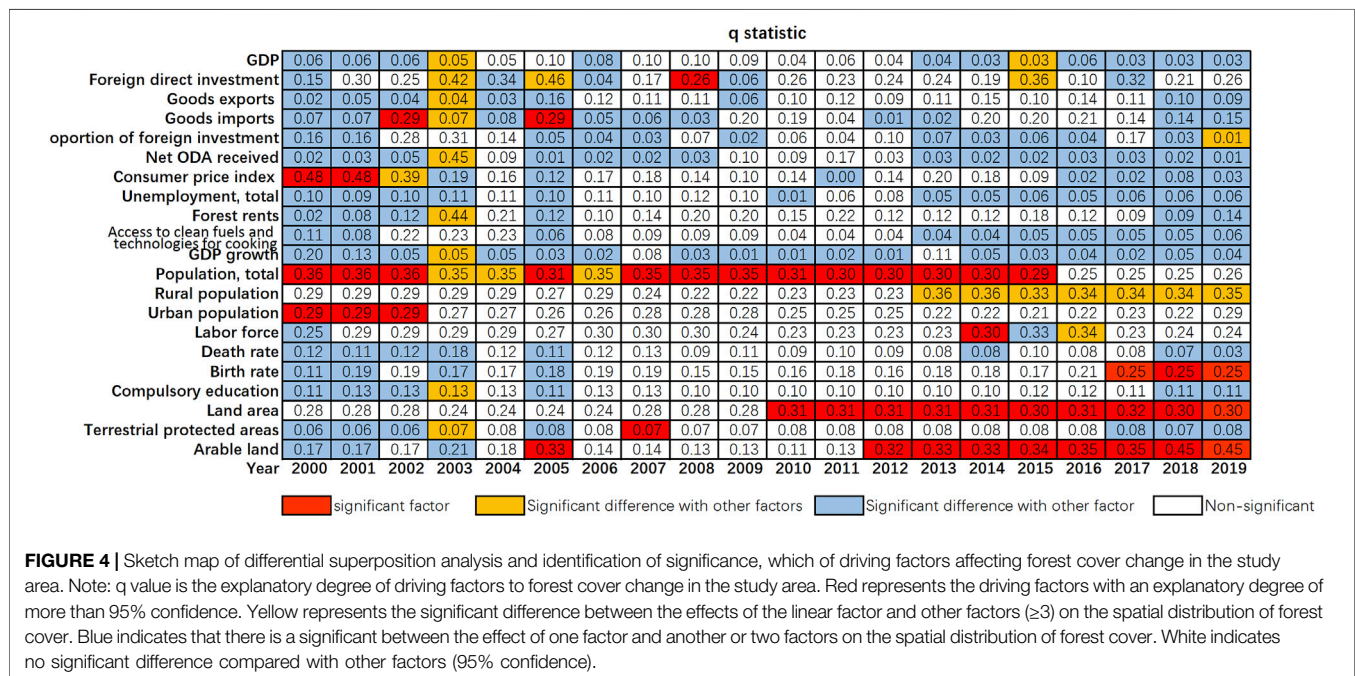 q statistic
GDP 0.06 0.06 0.06 0.05 0.05 0.10 0.08 0.10 0.10 0.09 0.04 0.06 0.04 0.04 0.03 0.03 0.06 0.03 0.03 0.03
Foreign direct investment 0.15 0.30 0.25 0.42 0.34 0.46 0.04 0.17 0.26 0.06 0.26 0.23 0.24 0.24 0.19 0.36 0.10 0.32 0.21 0.26
Goods exports 0.02 0.05 0.04 0.04 0.03 0.16 0.12 0.11 0.11 0.06 0.10 0.12 0.09 0.11 0.15 0.10 0.14 0.11 0.10 0.09
Goods imports 0.07 0.07 0.29 0.07 0.08 0.29 0.05 0.06 0.03 0.20 0.19 0.04 0.01 0.02 0.20 0.20 0.21 0.14 0.14 0.15
oportion of foreign investment 0.16 0.16 0.28 0.31 0.14 0.05 0.04 0.03 0.07 0.02 0.06 0.04 0.10 0.07 0.03 0.06 0.04 0.17 0.03 0.01
Net ODA received 0.02 0.03 0.05 0.45 0.09 0.01 0.02 0.02 0.03 0.10 0.09 0.17 0.03 0.03 0.02 0.02 0.03 0.03 0.02 0.01
Consumer price index 0.48 0.48 0.39 0.19 0.16 0.12 0.17 0.18 0.14 0.10 0.14 0.00 0.14 0.20 0.18 0.09 0.02 0.02 0.08 0.03
Unemployment, total 0.10 0.09 0.10 0.11 0.11 0.10 0.11 0.10 0.12 0.10 0.01 0.06 0.08 0.05 0.05 0.05 0.06 0.06 0.06 0.06
Forest rents 0.02 0.08 0.12 0.44 0.21 0.12 0.10 0.14 0.20 0.20 0.15 0.22 0.12 0.12 0.12 0.18 0.12 0.09 0.09 0.14
Access to clean fuels and
technologies for cooking 0.11 0.08 0.22 0.23 0.23 0.06 0.08 0.09 0.09 0.09 0.04 0.04 0.04 0.04 0.04 0.05 0.05 0.05 0.05 0.06
GDP growth 0.20 0.13 0.05 0.05 0.05 0.03 0.02 0.08 0.03 0.01 0.01 0.02 0.01 0.11 0.05 0.03 0.04 0.02 0.05 0.04
Population, total 0.36 0.36 0.36 0.35 0.35 0.31 0.35 0.35 0.35 0.35 0.31 0.30 0.30 0.30 0.30 0.29 0.25 0.25 0.25 0.26
Rural population 0.29 0.29 0.29 0.29 0.29 0.27 0.29 0.24 0.22 0.22 0.23 0.23 0.23 0.36 0.36 0.33 0.34 0.34 0.34 0.35
Urban population 0.29 0.29 0.29 0.27 0.27 0.26 0.26 0.28 0.28 0.28 0.25 0.25 0.25 0.22 0.22 0.21 0.22 0.23 0.22 0.29
Labor force 0.25 0.29 0.29 0.29 0.29 0.27 0.30 0.30 0.30 0.24 0.23 0.23 0.23 0.23 0.30 0.33 0.34 0.23 0.24 0.24
Death rate 0.12 0.11 0.12 0.18 0.12 0.11 0.12 0.13 0.09 0.11 0.09 0.10 0.09 0.08 0.08 0.10 0.08 0.08 0.07 0.03
Birth rate 0.11 0.19 0.19 0.17 0.17 0.18 0.19 0.19 0.15 0.15 0.16 0.18 0.16 0.18 0.18 0.17 0.21 0.25 0.25 0.25
Compulsory education 0.11 0.13 0.13 0.13 0.13 0.11 0.13 0.13 0.10 0.10 0.10 0.10 0.10 0.10 0.10 0.12 0.12 0.11 0.11 0.11
Land area 0.28 0.28 0.28 0.24 0.24 0.24 0.24 0.28 0.28 0.28 0.31 0.31 0.31 0.31 0.31 0.30 0.31 0.32 0.30 0.30
Terrestrial protected areas 0.06 0.06 0.06 0.07 0.08 0.08 0.08 0.07 0.07 0.07 0.08 0.08 0.08 0.08 0.08 0.08 0.08 0.08 0.07 0.08
Arable land 0.17 0.17 0.17 0.21 0.18 0.33 0.14 0.14 0.13 0.13 0.11 0.13 0.32 0.33 0.33 0.34 0.35 0.35 0.45 0.45
Year 2000 2001 2002 2003 2004 2005 2006 2007 2008 2009 2010 2011 2012 2013 2014 2015 2016 2017 2018 2019
significant factor Significant difference with other factors Significant difference with other factor Non-significant
FIGURE 4 | Sketch map of differential superposition analysis and identification of significance, which of driving factors affecting forest cover change in the study
area. Note: q value is the explanatory degree of driving factors to forest cover change in the study area. Red represents the driving factors with an explanatory degree of
more than 95% confidence. Yellow represents the significant difference between the effects of the linear factor and other factors (≥3) on the spatial distribution of forest
cover. Blue indicates that there is a significant between the effect of one factor and another or two factors on the spatial distribution of forest cover. White indicates
no significant difference compared with other factors (95% confidence).